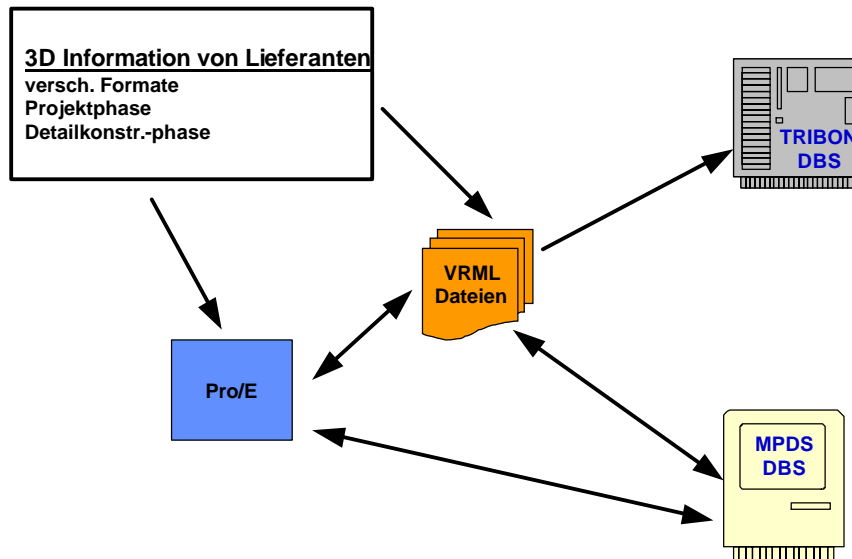 3D Information von Lieferanten
versch. Formate
Projektphase
Detailkonstr.-phase
TRIBON
DBS
VRML
Dateien
Pro/E
MPDS
DBS